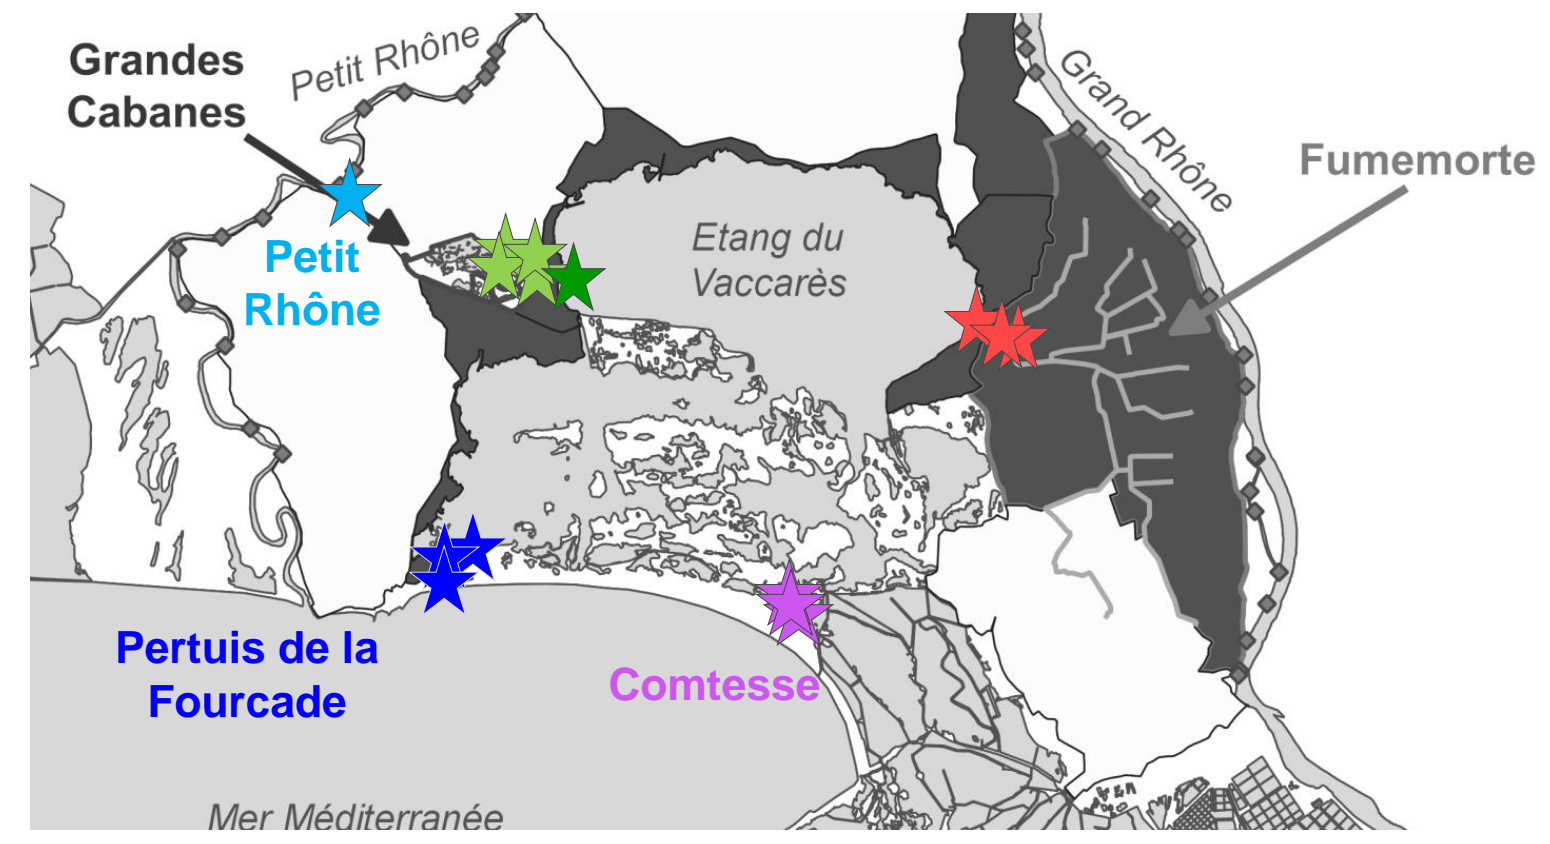 Grandes
Cabanes
Petit Rhône
Grand Rhône
Fumemorte
Petit
Rhône
Etang du
Vaccarès
Pertuis de la
Fourcade
Comtesse
Mer Méditerranée